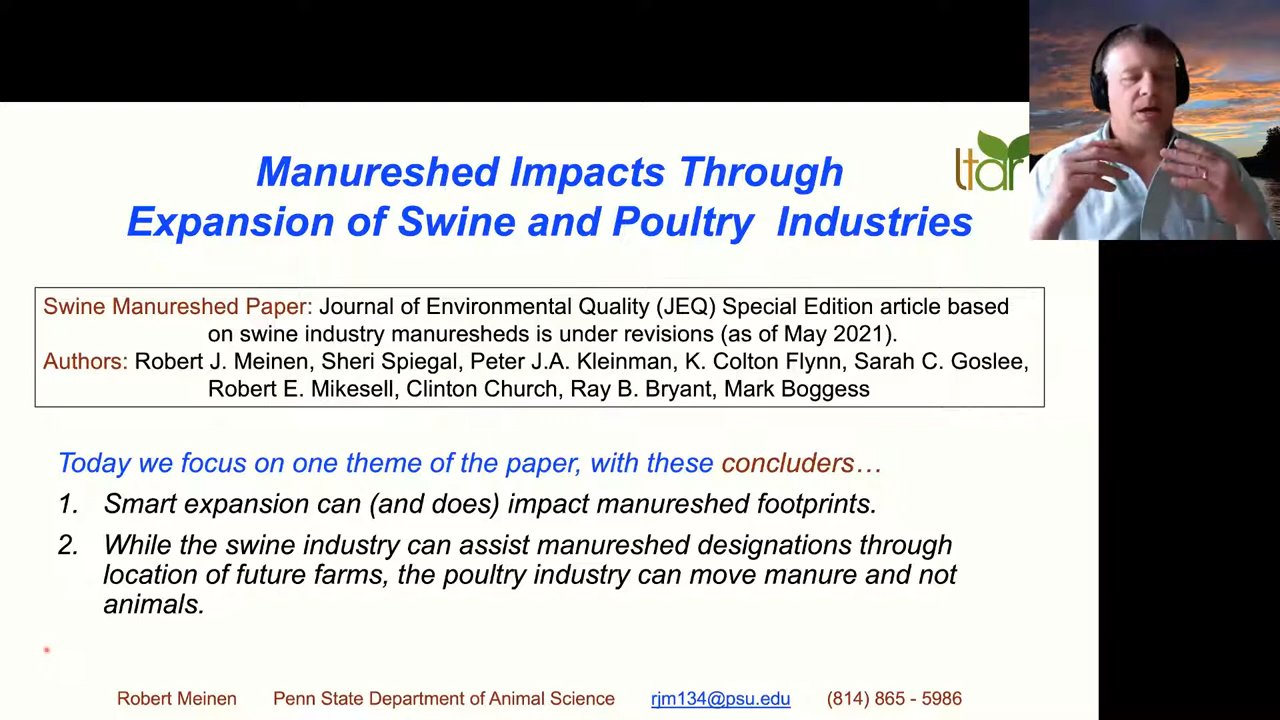 Manureshed Impacts Through
Expansion of Swine and Poultry Industries
ltar
Swine Manureshed Paper: Journal of Environmental Quality (JEQ) Special Edition article based
on swine industry manuresheds is under revisions (as of May 2021).
Authors: Robert J. Meinen, Sheri Spiegal, Peter J.A. Kleinman, K. Colton Flynn, Sarah C. Goslee,
Robert E. Mikesell, Clinton Church, Ray B. Bryant, Mark Boggess
Today we focus on one theme of the paper, with these concluders…
1. Smart expansion can (and does) impact manureshed footprints.
2. While the swine industry can assist manureshed designations through
location of future farms, the poultry industry can move manure and not
animals.
Robert Meinen Penn State Department of Animal Science rjm134@psu.edu (814) 865 - 5986